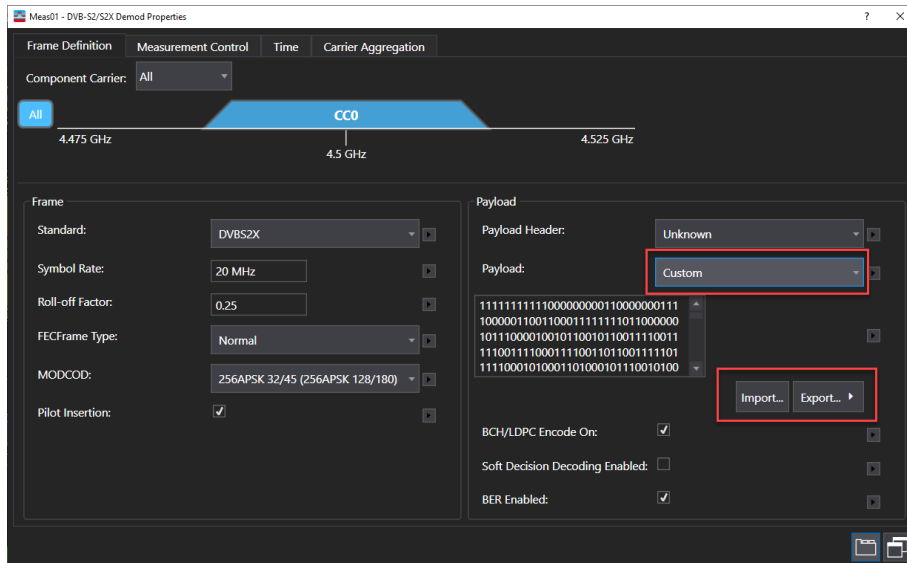 Meas01 - DVB-S2/S2X Demod Properties
Frame Definition Measurement Control Time Carrier Aggregation
Component Carrier: All
All CC0
4.475 GHz 4.525 GHz
4.5 GHz
Frame
Standard: DVBS2X
Symbol Rate: 20 MHz
Roll-off Factor: 0.25
FECFrame Type: Normal
MODCOD: 256APSK 32/45 (256APSK 128/180)
Pilot Insertion:
Payload
Payload Header: Unknown
Payload: Custom
11111111111000000000110000000111
10000011001100011111111011000000
10111000010010110010110011110011
11100111100011110011011001111101
11110001010001101000101110010100
Import... Export...
BCH/LDPC Encode On:
Soft Decision Decoding Enabled:
BER Enabled: